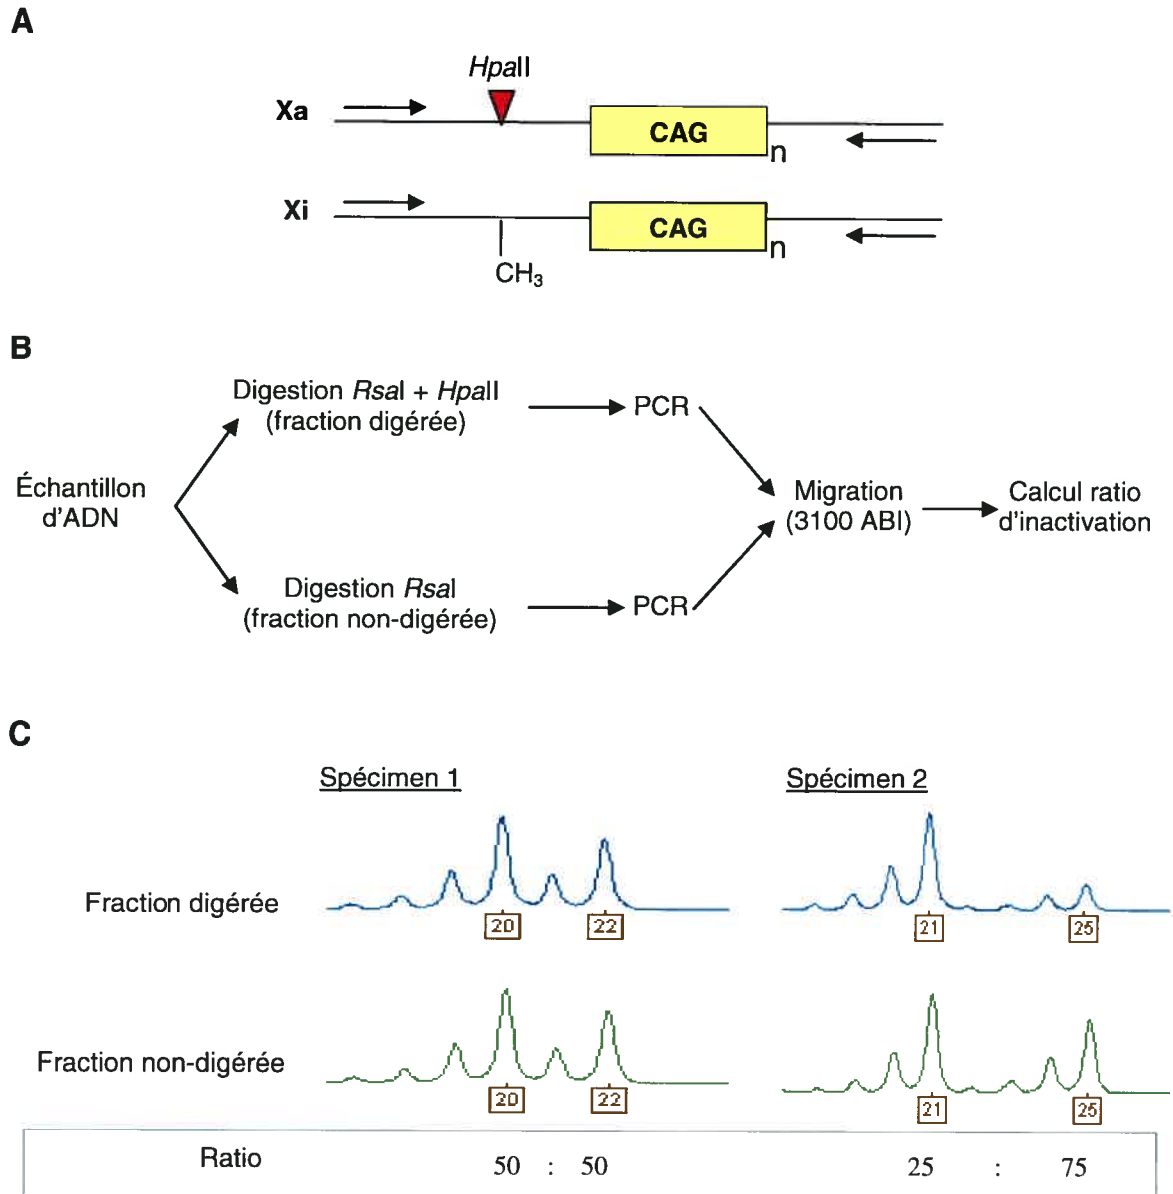 A
HpaII
Xa
CAG
n
Xi
CAG
n
CH3
B
Digestion RsaI + HpaII
(fraction digérée)
PCR
Échantillon
d'ADN
Migration
(3100 ABI)
Calcul ratio
d'inactivation
Digestion RsaI
(fraction non-digérée)
PCR
C
Spécimen 1
Spécimen 2
Fraction digérée
20 22 21 25
Fraction non-digérée
20 22 21 25
Ratio 50 : 50 25 : 75